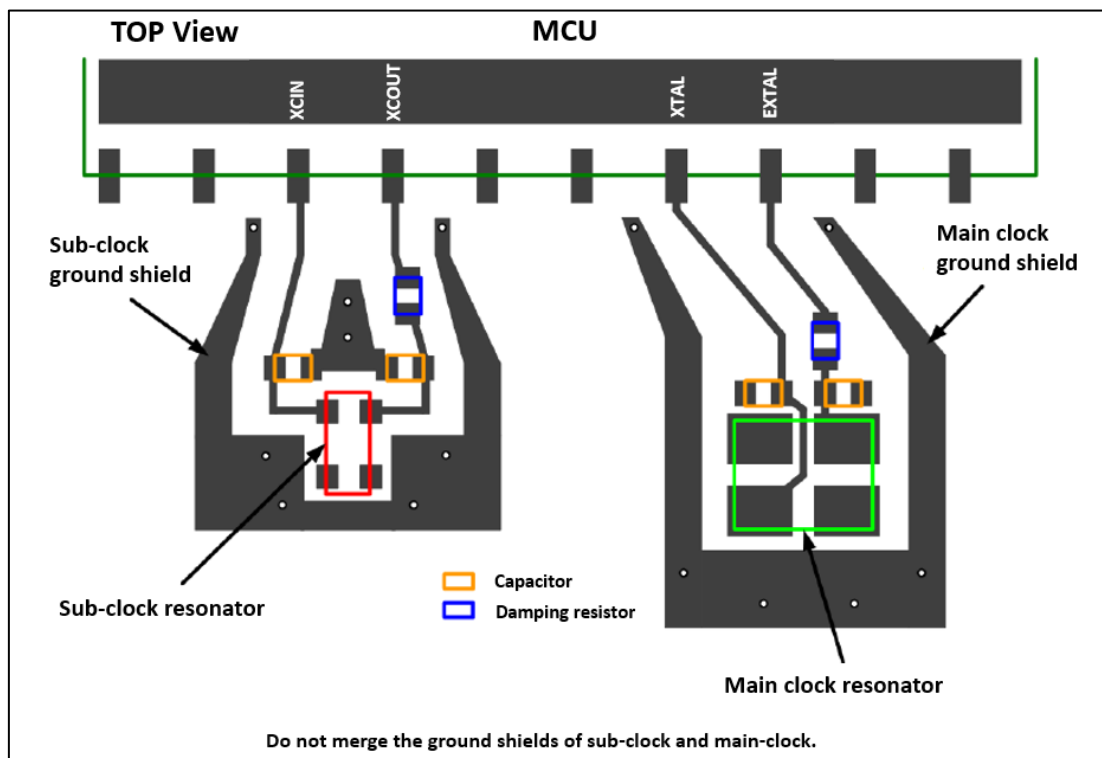 TOP View
MCU
XCIN
XCOUT
XTAL
EXTAL
Sub-clock
ground shield
Main clock
ground shield
Capacitor
Damping resistor
Sub-clock resonator
Main clock resonator
Do not merge the ground shields of sub-clock and main-clock.